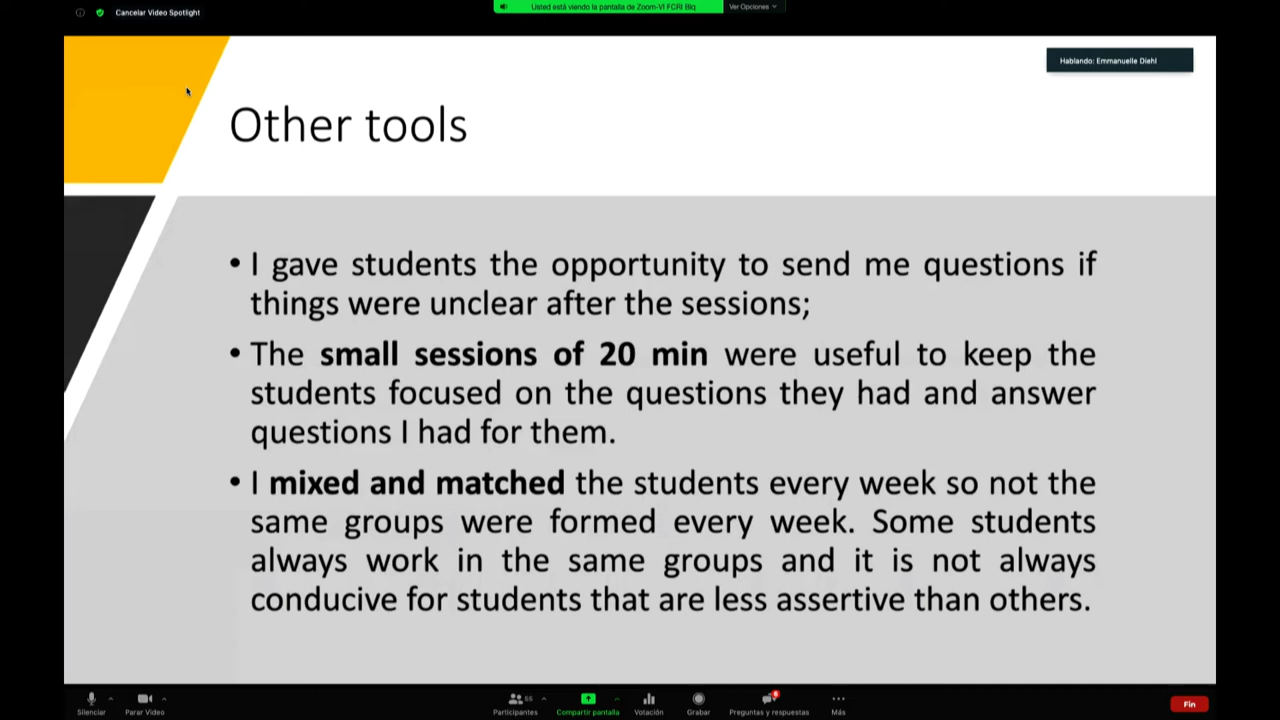 Cancelar Video Spotlight
Usted está viendo la pantalla de Zoom-VI FCRI Blq
Ver Opciones
Hablando: Emmanuelle Diehl
Other tools
• I gave students the opportunity to send me questions if
things were unclear after the sessions;
• The small sessions of 20 min were useful to keep the
students focused on the questions they had and answer
questions I had for them.
• I mixed and matched the students every week so not the
same groups were formed every week. Some students
always work in the same groups and it is not always
conducive for students that are less assertive than others.
Silenciar
Parar Video
Participantes
55
Compartir pantalla
Votación
Grabar
Preguntas y respuestas
6
Más
Fin